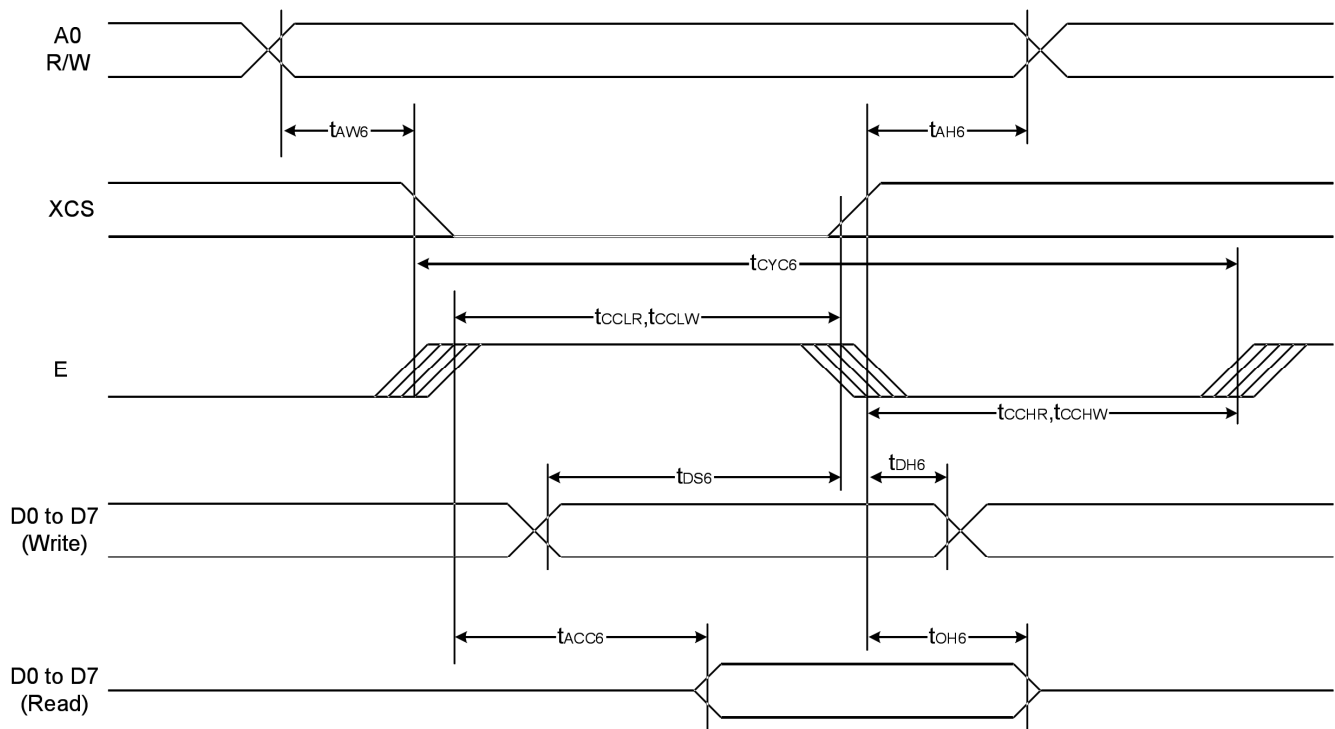 A0
R/W
tAW6
tAH6
XCS
tCYC6
tCCLR,tCCLW
E
tCCHR,tCCHW
tDS6
tDH6
D0 to D7
(Write)
tACC6
tOH6
D0 to D7
(Read)